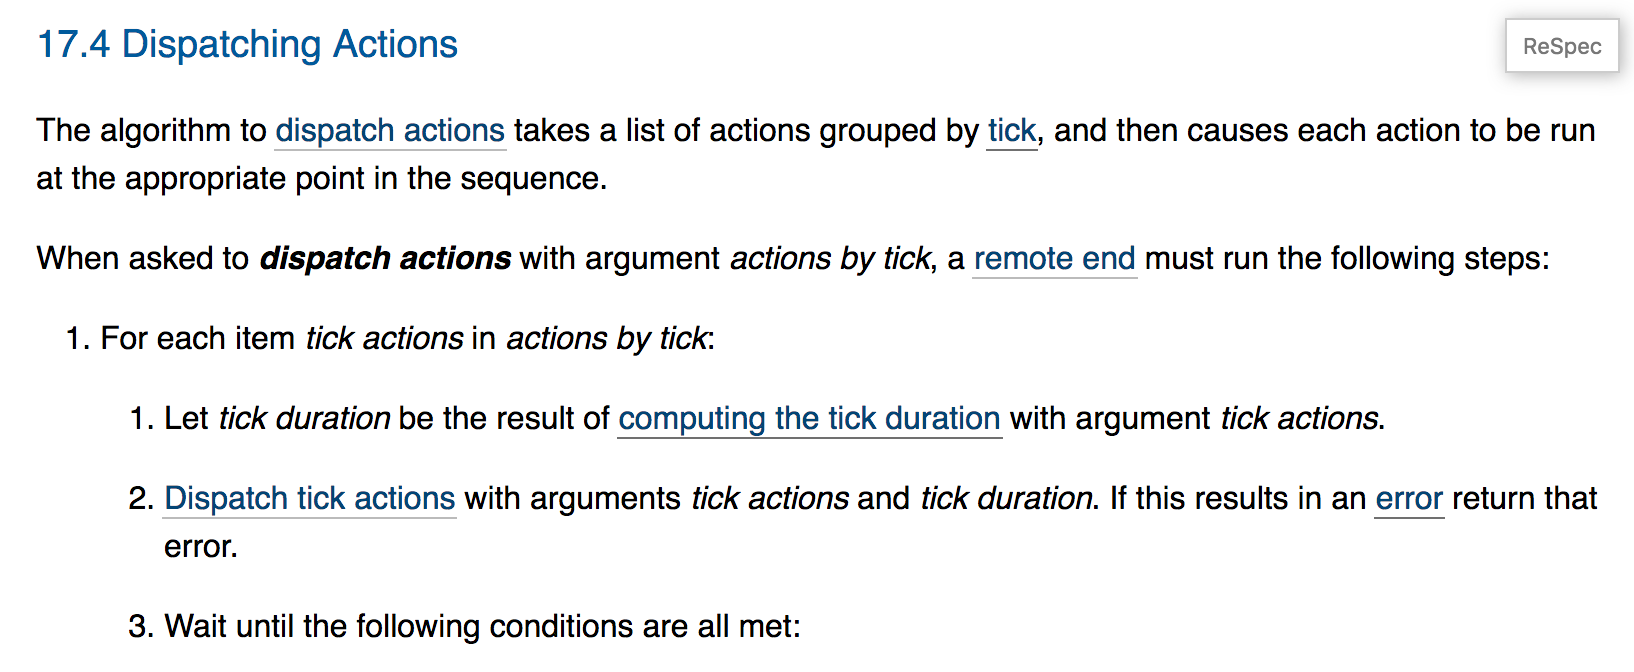 17.4 Dispatching Actions
ReSpec
The algorithm to dispatch actions takes a list of actions grouped by tick, and then causes each action to be run
at the appropriate point in the sequence.
When asked to dispatch actions with argument actions by tick, a remote end must run the following steps:
1. For each item tick actions in actions by tick:
1. Let tick duration be the result of computing the tick duration with argument tick actions.
2. Dispatch tick actions with arguments tick actions and tick duration. If this results in an error return that
error.
3. Wait until the following conditions are all met: